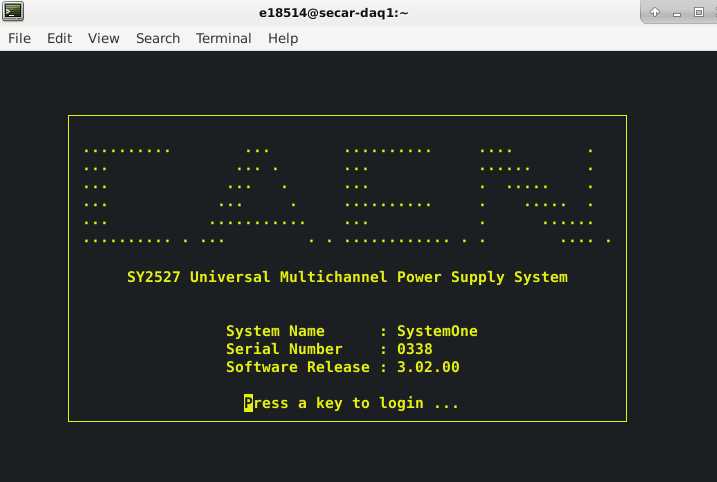 e18514@secar-daq1:~
File Edit View Search Terminal Help
CAEN
SY2527 Universal Multichannel Power Supply System
System Name : SystemOne
Serial Number : 0338
Software Release : 3.02.00
Press a key to login ...